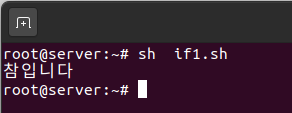 root@server:~# sh  if1.sh
참입니다
root@server:~#